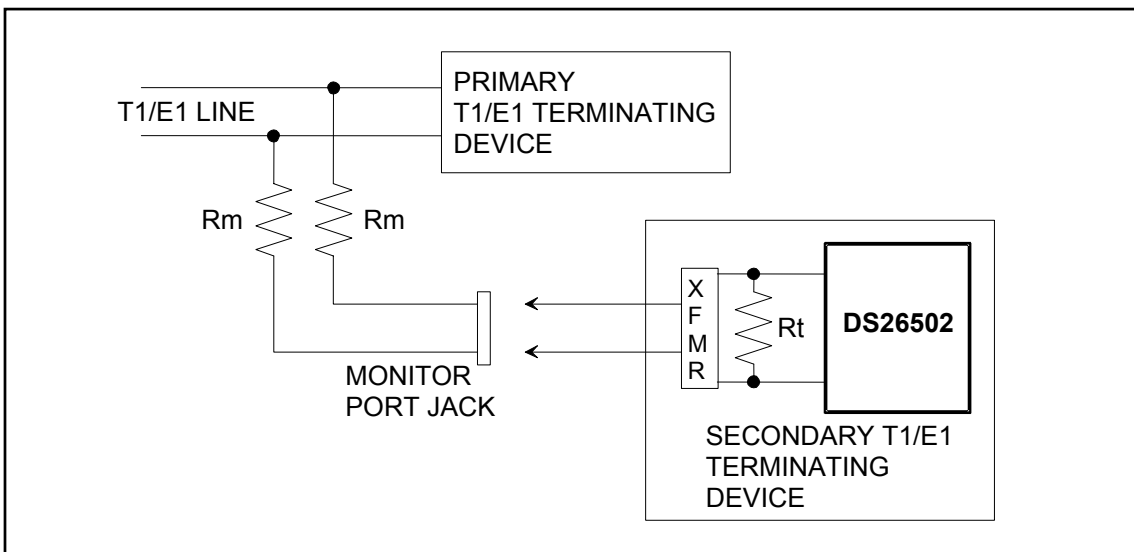 PRIMARY
T1/E1 TERMINATING
DEVICE
T1/E1 LINE
Rm
Rm
X
F
M
R
Rt
DS26502
MONITOR
PORT JACK
SECONDARY T1/E1
TERMINATING
DEVICE